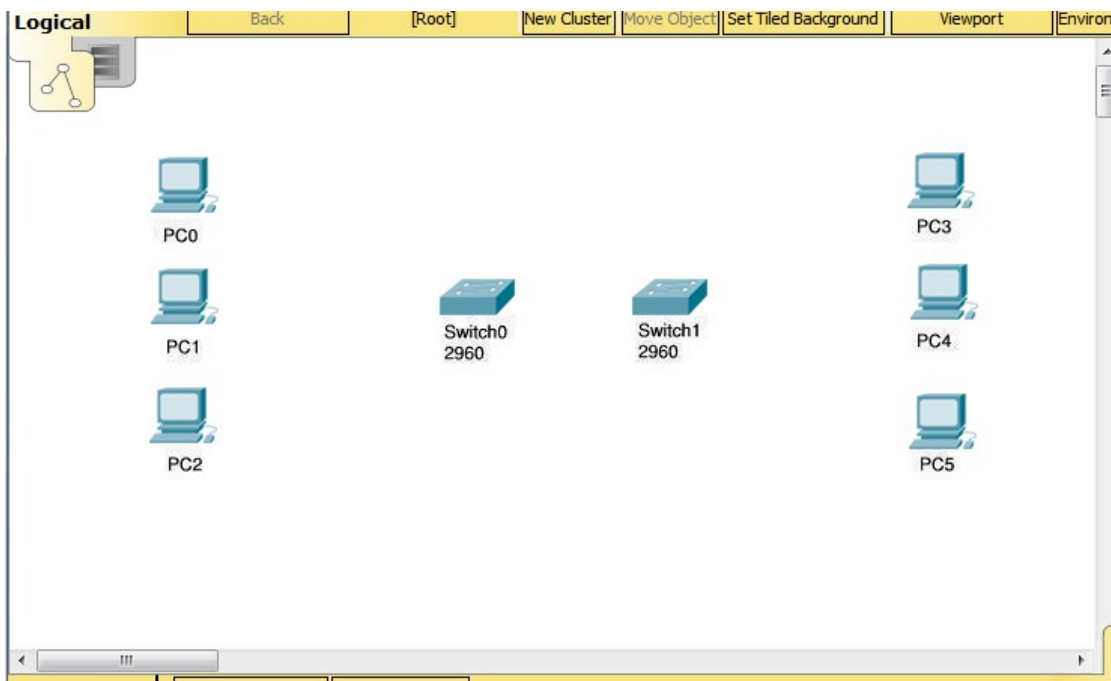 Logical
Back
[Root]
New Cluster
Move Object
Set Tiled Background
Viewport
Environ
PC0
PC1
PC2
Switch0
2960
Switch1
2960
PC3
PC4
PC5